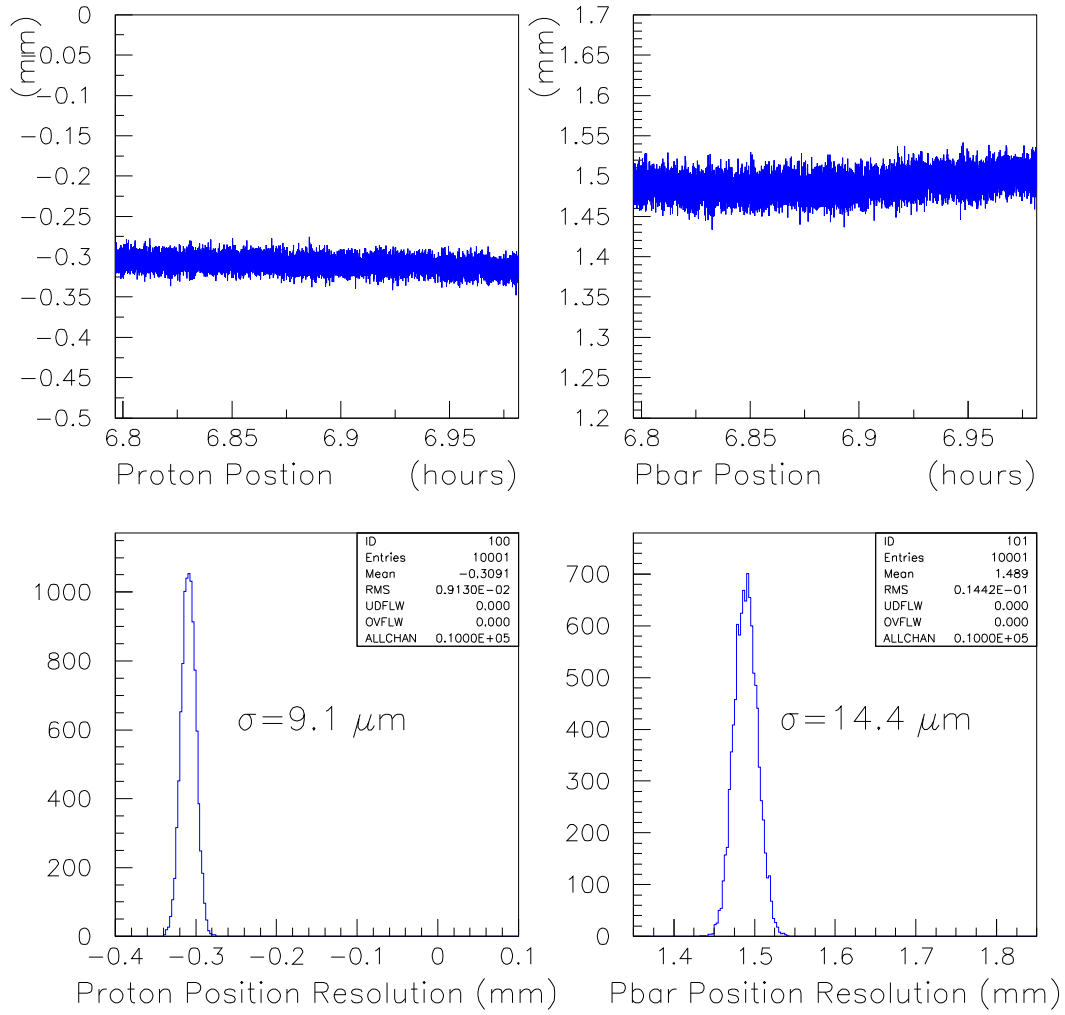 (mm)
0
-0.05
-0.1
-0.15
-0.2
-0.25
-0.3
-0.35
-0.4
-0.45
-0.5
6.8 6.85 6.9 6.95
Proton Postion (hours)
(mm)
1.7
1.65
1.6
1.55
1.5
1.45
1.4
1.35
1.3
1.25
1.2
6.8 6.85 6.9 6.95
Pbar Postion (hours)
ID 100
Entries 10001
Mean -0.3091
RMS 0.9130E-02
UDFLW 0.000
OVFLW 0.000
ALLCHAN 0.1000E+05
1000
800
600
400
200
0
σ=9.1 μm
-0.4 -0.3 -0.2 -0.1 0 0.1
Proton Position Resolution (mm)
ID 101
Entries 10001
Mean 1.489
RMS 0.1442E-01
UDFLW 0.000
OVFLW 0.000
ALLCHAN 0.1000E+05
700
600
500
400
300
200
100
0
σ=14.4 μm
1.4 1.5 1.6 1.7 1.8
Pbar Position Resolution (mm)